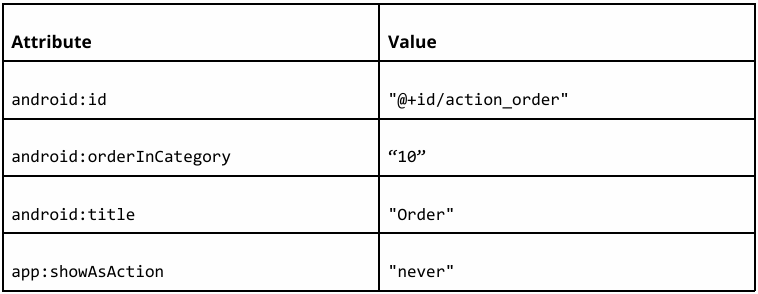 Attribute Value
android:id "@+id/action_order"
android:orderInCategory “10”
android:title "Order"
app:showAsAction "never"